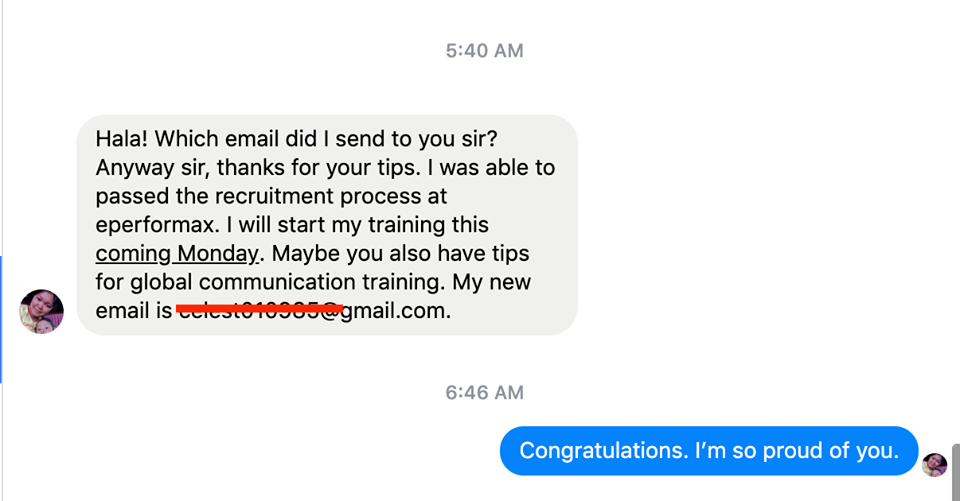 5:40 AM
Hala! Which email did I send to you sir?
Anyway sir, thanks for your tips. I was able to
passed the recruitment process at
eperformax. I will start my training this
coming Monday. Maybe you also have tips
for global communication training. My new
email is @gmail.com.
6:46 AM
Congratulations. I’m so proud of you.